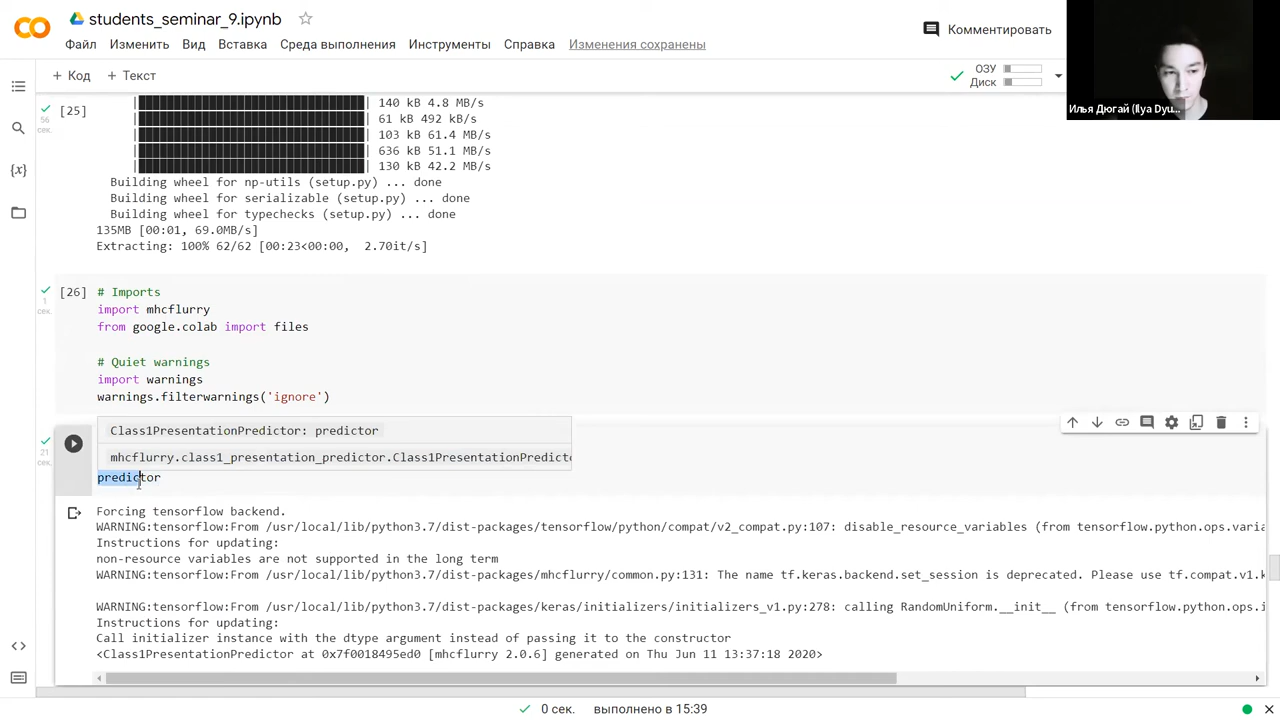 students_seminar_9.ipynb
Файл Изменить Вид Вставка Среда выполнения Инструменты Справка Изменения сохранены
Комментировать
+ Код + Текст
ОЗУ
Диск
Илья Дюгай (Ilya Dyu...
[25]
56
сек.
140 kB 4.8 MB/s
61 kB 492 kB/s
103 kB 61.4 MB/s
636 kB 51.1 MB/s
130 kB 42.2 MB/s
Building wheel for np-utils (setup.py) ... done
Building wheel for serializable (setup.py) ... done
Building wheel for typechecks (setup.py) ... done
135MB [00:01, 69.0MB/s]
Extracting: 100% 62/62 [00:23<00:00, 2.70it/s]
[26]
1
сек.
# Imports
import mhcflurry
from google.colab import files
# Quiet warnings
import warnings
warnings.filterwarnings('ignore')
21
сек.
Class1PresentationPredictor: predictor
mhcflurry.class1_presentation_predictor.Class1PresentationPredicto
predictor
Forcing tensorflow backend.
WARNING:tensorflow:From /usr/local/lib/python3.7/dist-packages/tensorflow/python/compat/v2_compat.py:107: disable_resource_variables (from tensorflow.python.ops.varia
Instructions for updating:
non-resource variables are not supported in the long term
WARNING:tensorflow:From /usr/local/lib/python3.7/dist-packages/mhcflurry/common.py:131: The name tf.keras.backend.set_session is deprecated. Please use tf.compat.v1.k
WARNING:tensorflow:From /usr/local/lib/python3.7/dist-packages/keras/initializers/initializers_v1.py:278: calling RandomUniform.__init__ (from tensorflow.python.ops.i
Instructions for updating:
Call initializer instance with the dtype argument instead of passing it to the constructor
<Class1PresentationPredictor at 0x7f0018495ed0 [mhcflurry 2.0.6] generated on Thu Jun 11 13:37:18 2020>
0 сек. выполнено в 15:39